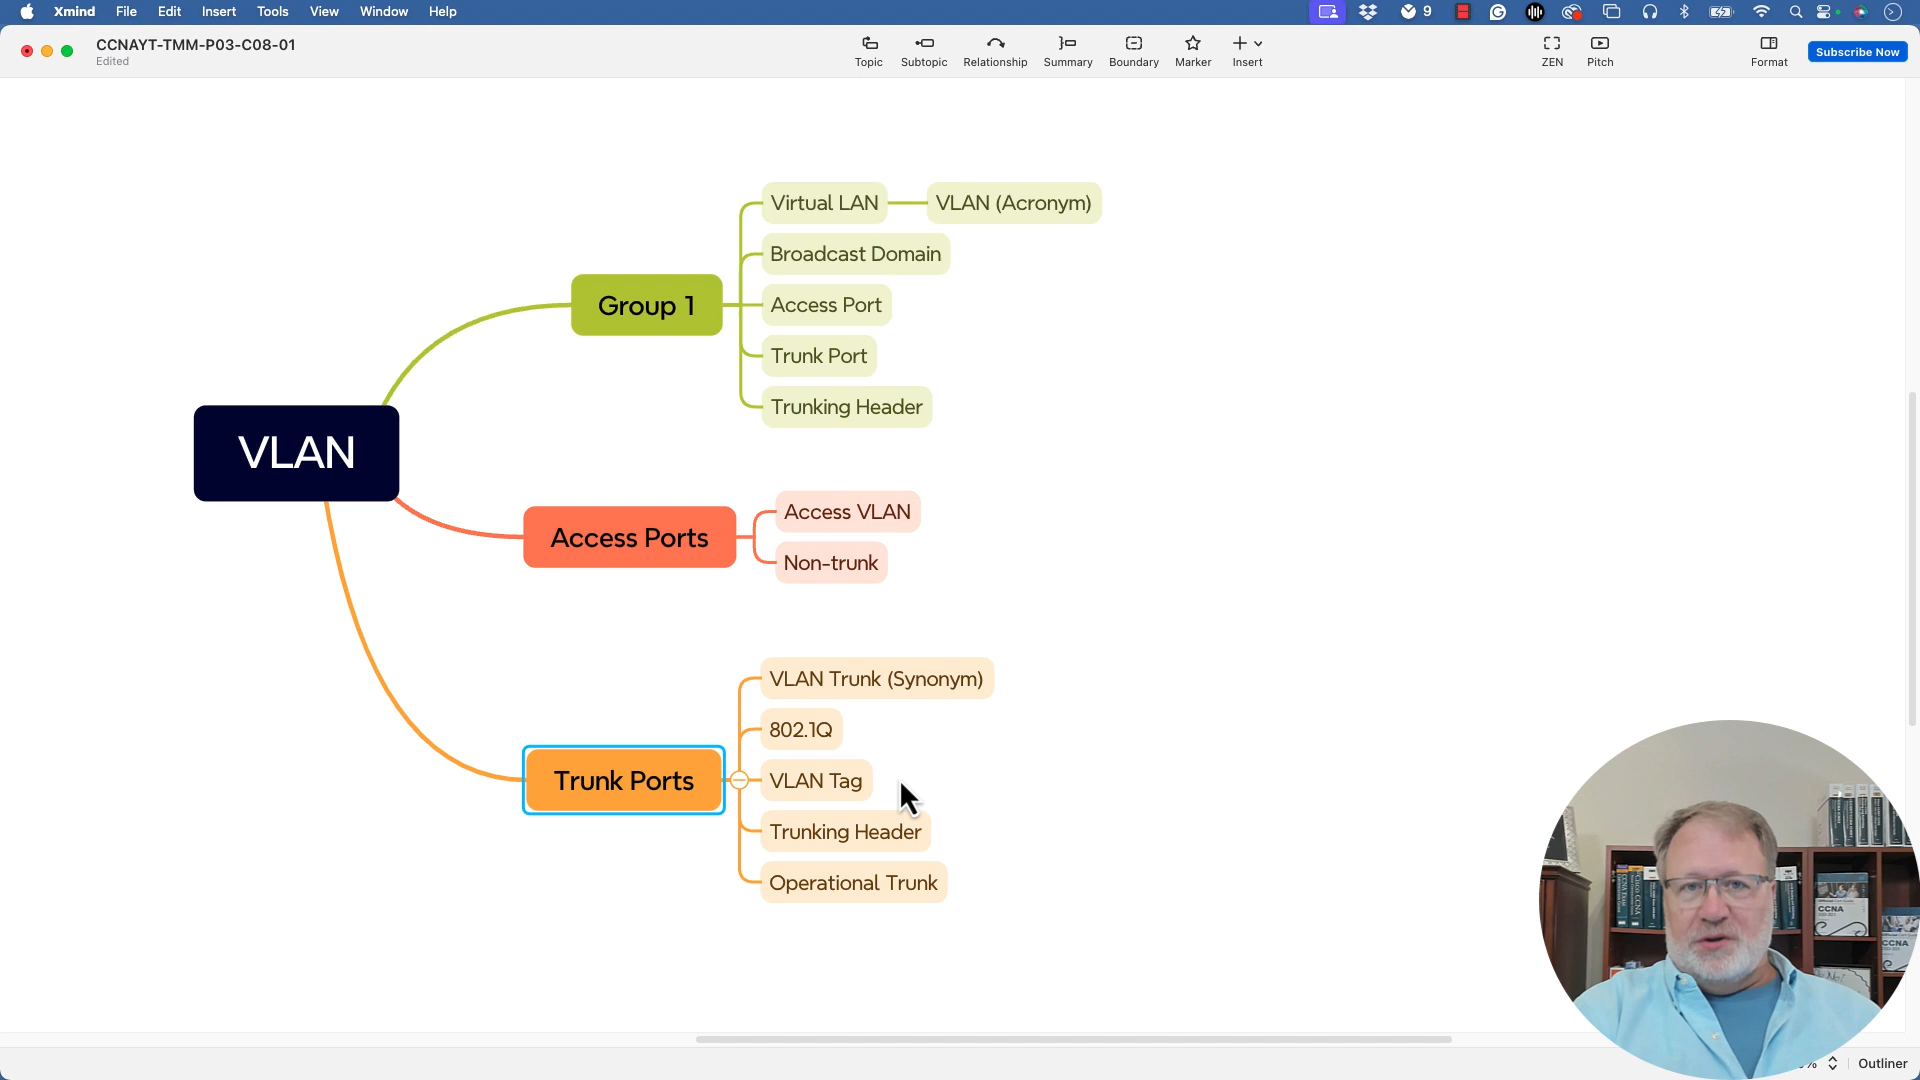 Xmind File Edit Insert Tools View Window Help 9
CCNAYT-TMM-P03-C08-01
Edited
Topic Subtopic Relationship Summary Boundary Marker Insert ZEN Pitch Format Subscribe Now
Virtual LAN VLAN (Acronym)
Broadcast Domain
Group 1
Access Port
Trunk Port
Trunking Header
VLAN
Access VLAN
Access Ports
Non-trunk
VLAN Trunk (Synonym)
802.1Q
Trunk Ports
VLAN Tag
Trunking Header
Operational Trunk
CCNA
CCNA
% Outliner